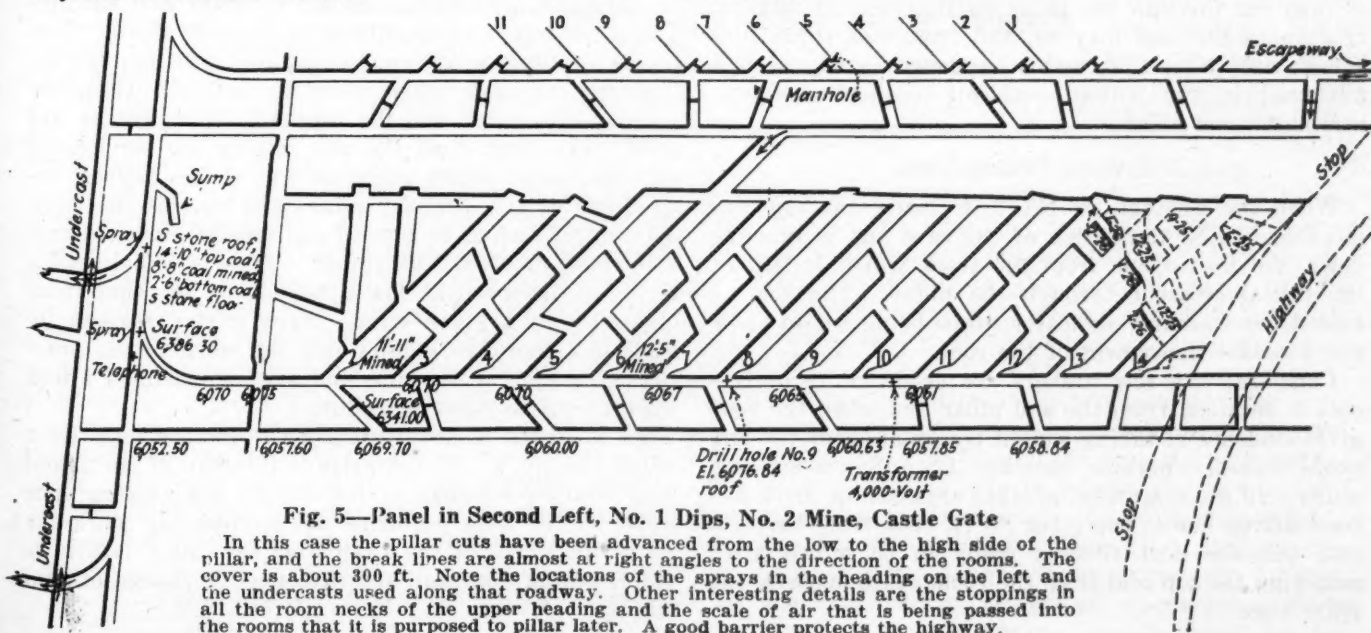 11 10 9 8 7 6 5 4 3 2 1
Escapeway
Manhole
Stop
Undercast
Sump
Spray
S stone roof,
14'-10" top coal,
8'-8" coal mined,
2'-6" bottom coal,
S stone floor
Highway
Spray
Surface
6386.30
Telephone
11'-11"
Mined
12'-5"
Mined
1 2 3 4 5 6 7 8 9 10 11 12 13 14
6070 6075 6070 6070 6067 6065 6061
Surface
6341.00
6052.50 6057.60 6069.70 6060.00 6060.53 6057.85 6058.84
Drill hole No.9
El. 6076.84
roof
Transformer
4,000-Volt
Stop
Undercast
Fig. 5—Panel in Second Left, No. 1 Dips, No. 2 Mine, Castle Gate
In this case the pillar cuts have been advanced from the low to the high side of the
pillar, and the break lines are almost at right angles to the direction of the rooms. The
cover is about 300 ft. Note the locations of the sprays in the heading on the left and
the undercasts used along that roadway. Other interesting details are the stoppings in
all the room necks of the upper heading and the scale of air that is being passed into
the rooms that it is purposed to pillar later. A good barrier protects the highway.